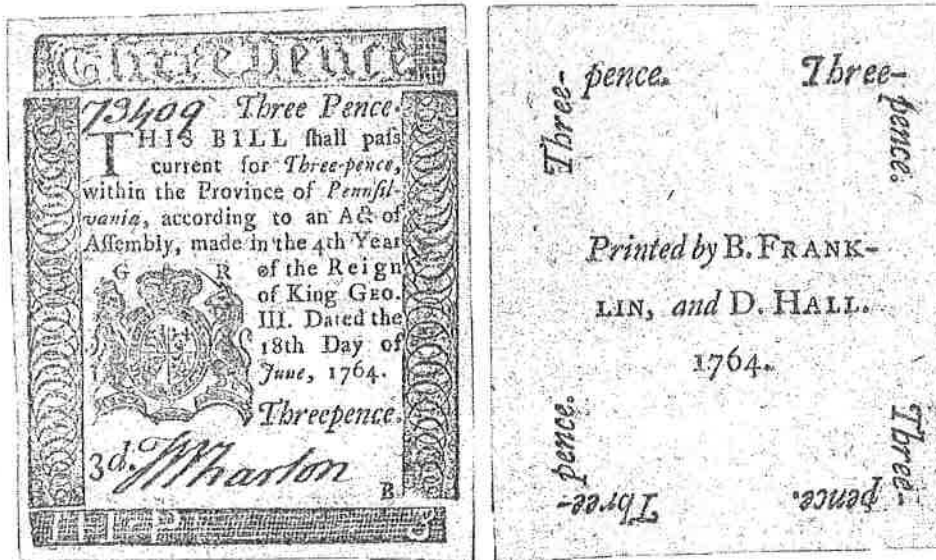 Threepence
73409 Three Pence.
THIS BILL ſhall paſs
current for Three-pence,
within the Province of Pennſil-
vania, according to an Act of
Aſſembly, made in the 4th Year
G R of the Reign
of King GEO.
III. Dated the
18th Day of
June, 1764.
Threepence.
3d. Wharton
B
III-P
Three-pence.
Three-pence.
Printed by B. FRANK-
LIN, and D. HALL.
1764.
Three-pence.
Three-pence.